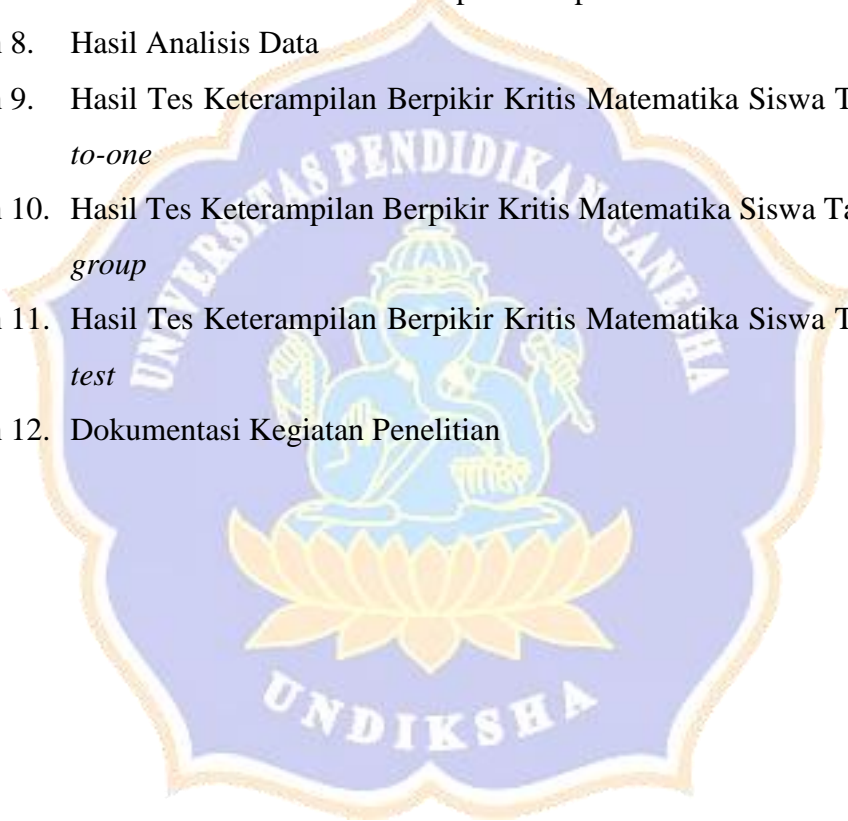 8. Hasil Analisis Data
9. Hasil Tes Keterampilan Berpikir Kritis Matematika Siswa
to-one
10. Hasil Tes Keterampilan Berpikir Kritis Matematika Siswa
group
11. Hasil Tes Keterampilan Berpikir Kritis Matematika Siswa
test
12. Dokumentasi Kegiatan Penelitian
UNIVERSITAS PENDIDIKAN GANESHA
UNDIKSHA